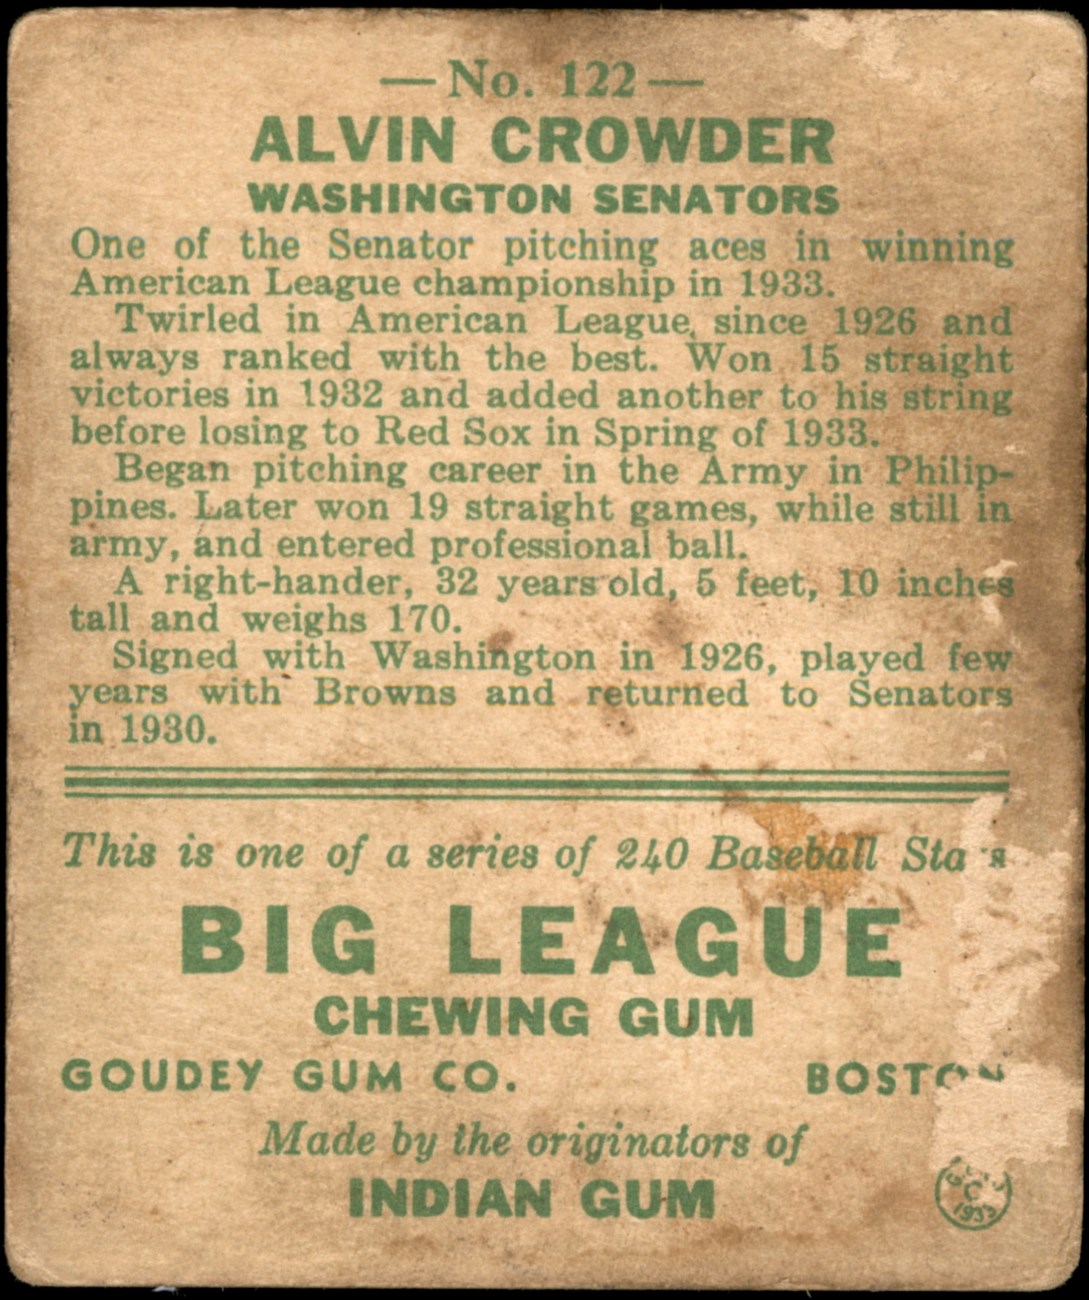 — No. 122 —
ALVIN CROWDER
WASHINGTON SENATORS
One of the Senator pitching aces in winning
American League championship in 1933.
Twirled in American League, since 1926 and
always ranked with the best. Won 15 straight
victories in 1932 and added another to his string
before losing to Red Sox in Spring of 1933.
Began pitching career in the Army in Philip-
pines. Later won 19 straight games, while still in
army, and entered professional ball.
A right-hander, 32 years old, 5 feet, 10 inches
tall and weighs 170.
Signed with Washington in 1926, played few
years with Browns and returned to Senators
in 1930.
This is one of a series of 240 Baseball Sta s
BIG LEAGUE
CHEWING GUM
GOUDEY GUM CO. BOSTON
Made by the originators of
INDIAN GUM
C
1933